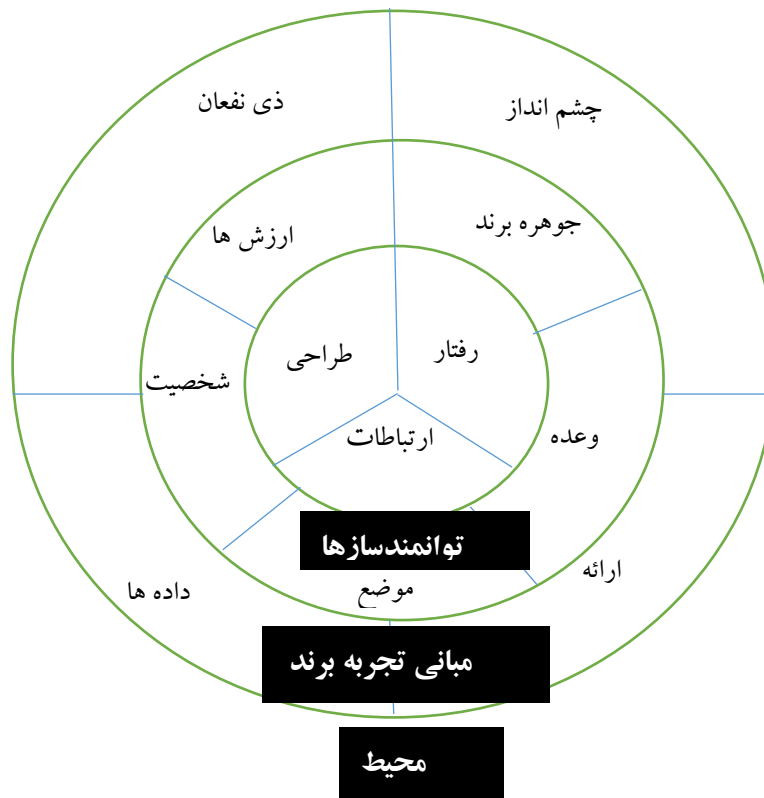 ذی نفعان
چشم انداز
ارزش ها
جوهره برند
طراحی
رفتار
شخصیت
ارتباطات
وعده
توانمندسازها
داده ها
موضع
ارائه
مبانی تجربه برند
محیط